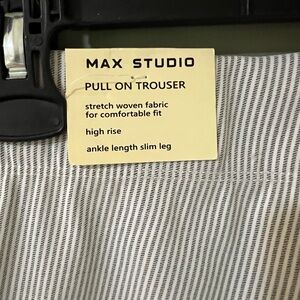 MAX STUDIO
PULL ON TROUSER
stretch woven fabric
for comfortable fit
high rise
ankle length slim leg